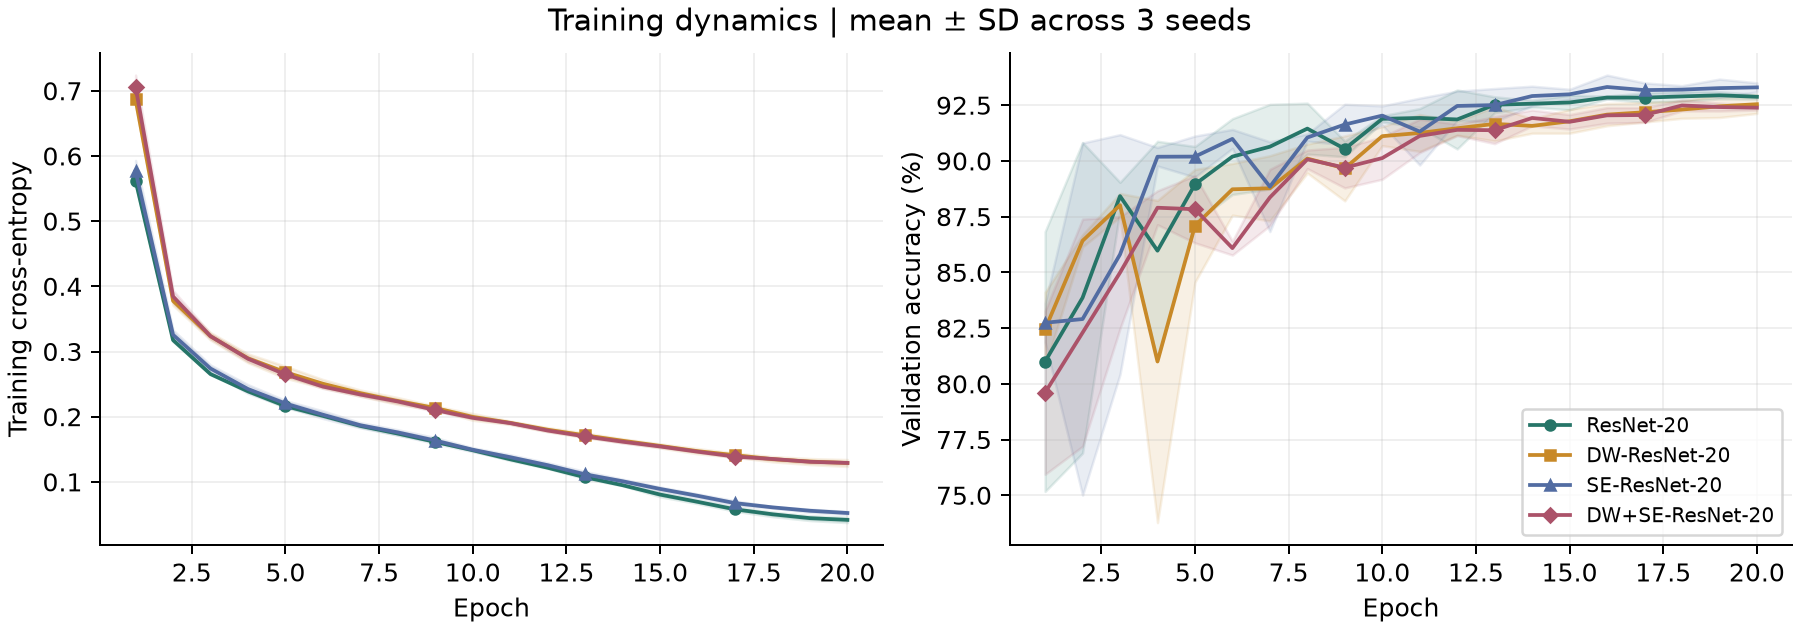 Training dynamics | mean ± SD across 3 seeds
Training cross-entropy
0.7
0.6
0.5
0.4
0.3
0.2
0.1
2.5 5.0 7.5 10.0 12.5 15.0 17.5 20.0
Epoch
Validation accuracy (%)
92.5
90.0
87.5
85.0
82.5
80.0
77.5
75.0
ResNet-20
DW-ResNet-20
SE-ResNet-20
DW+SE-ResNet-20
2.5 5.0 7.5 10.0 12.5 15.0 17.5 20.0
Epoch